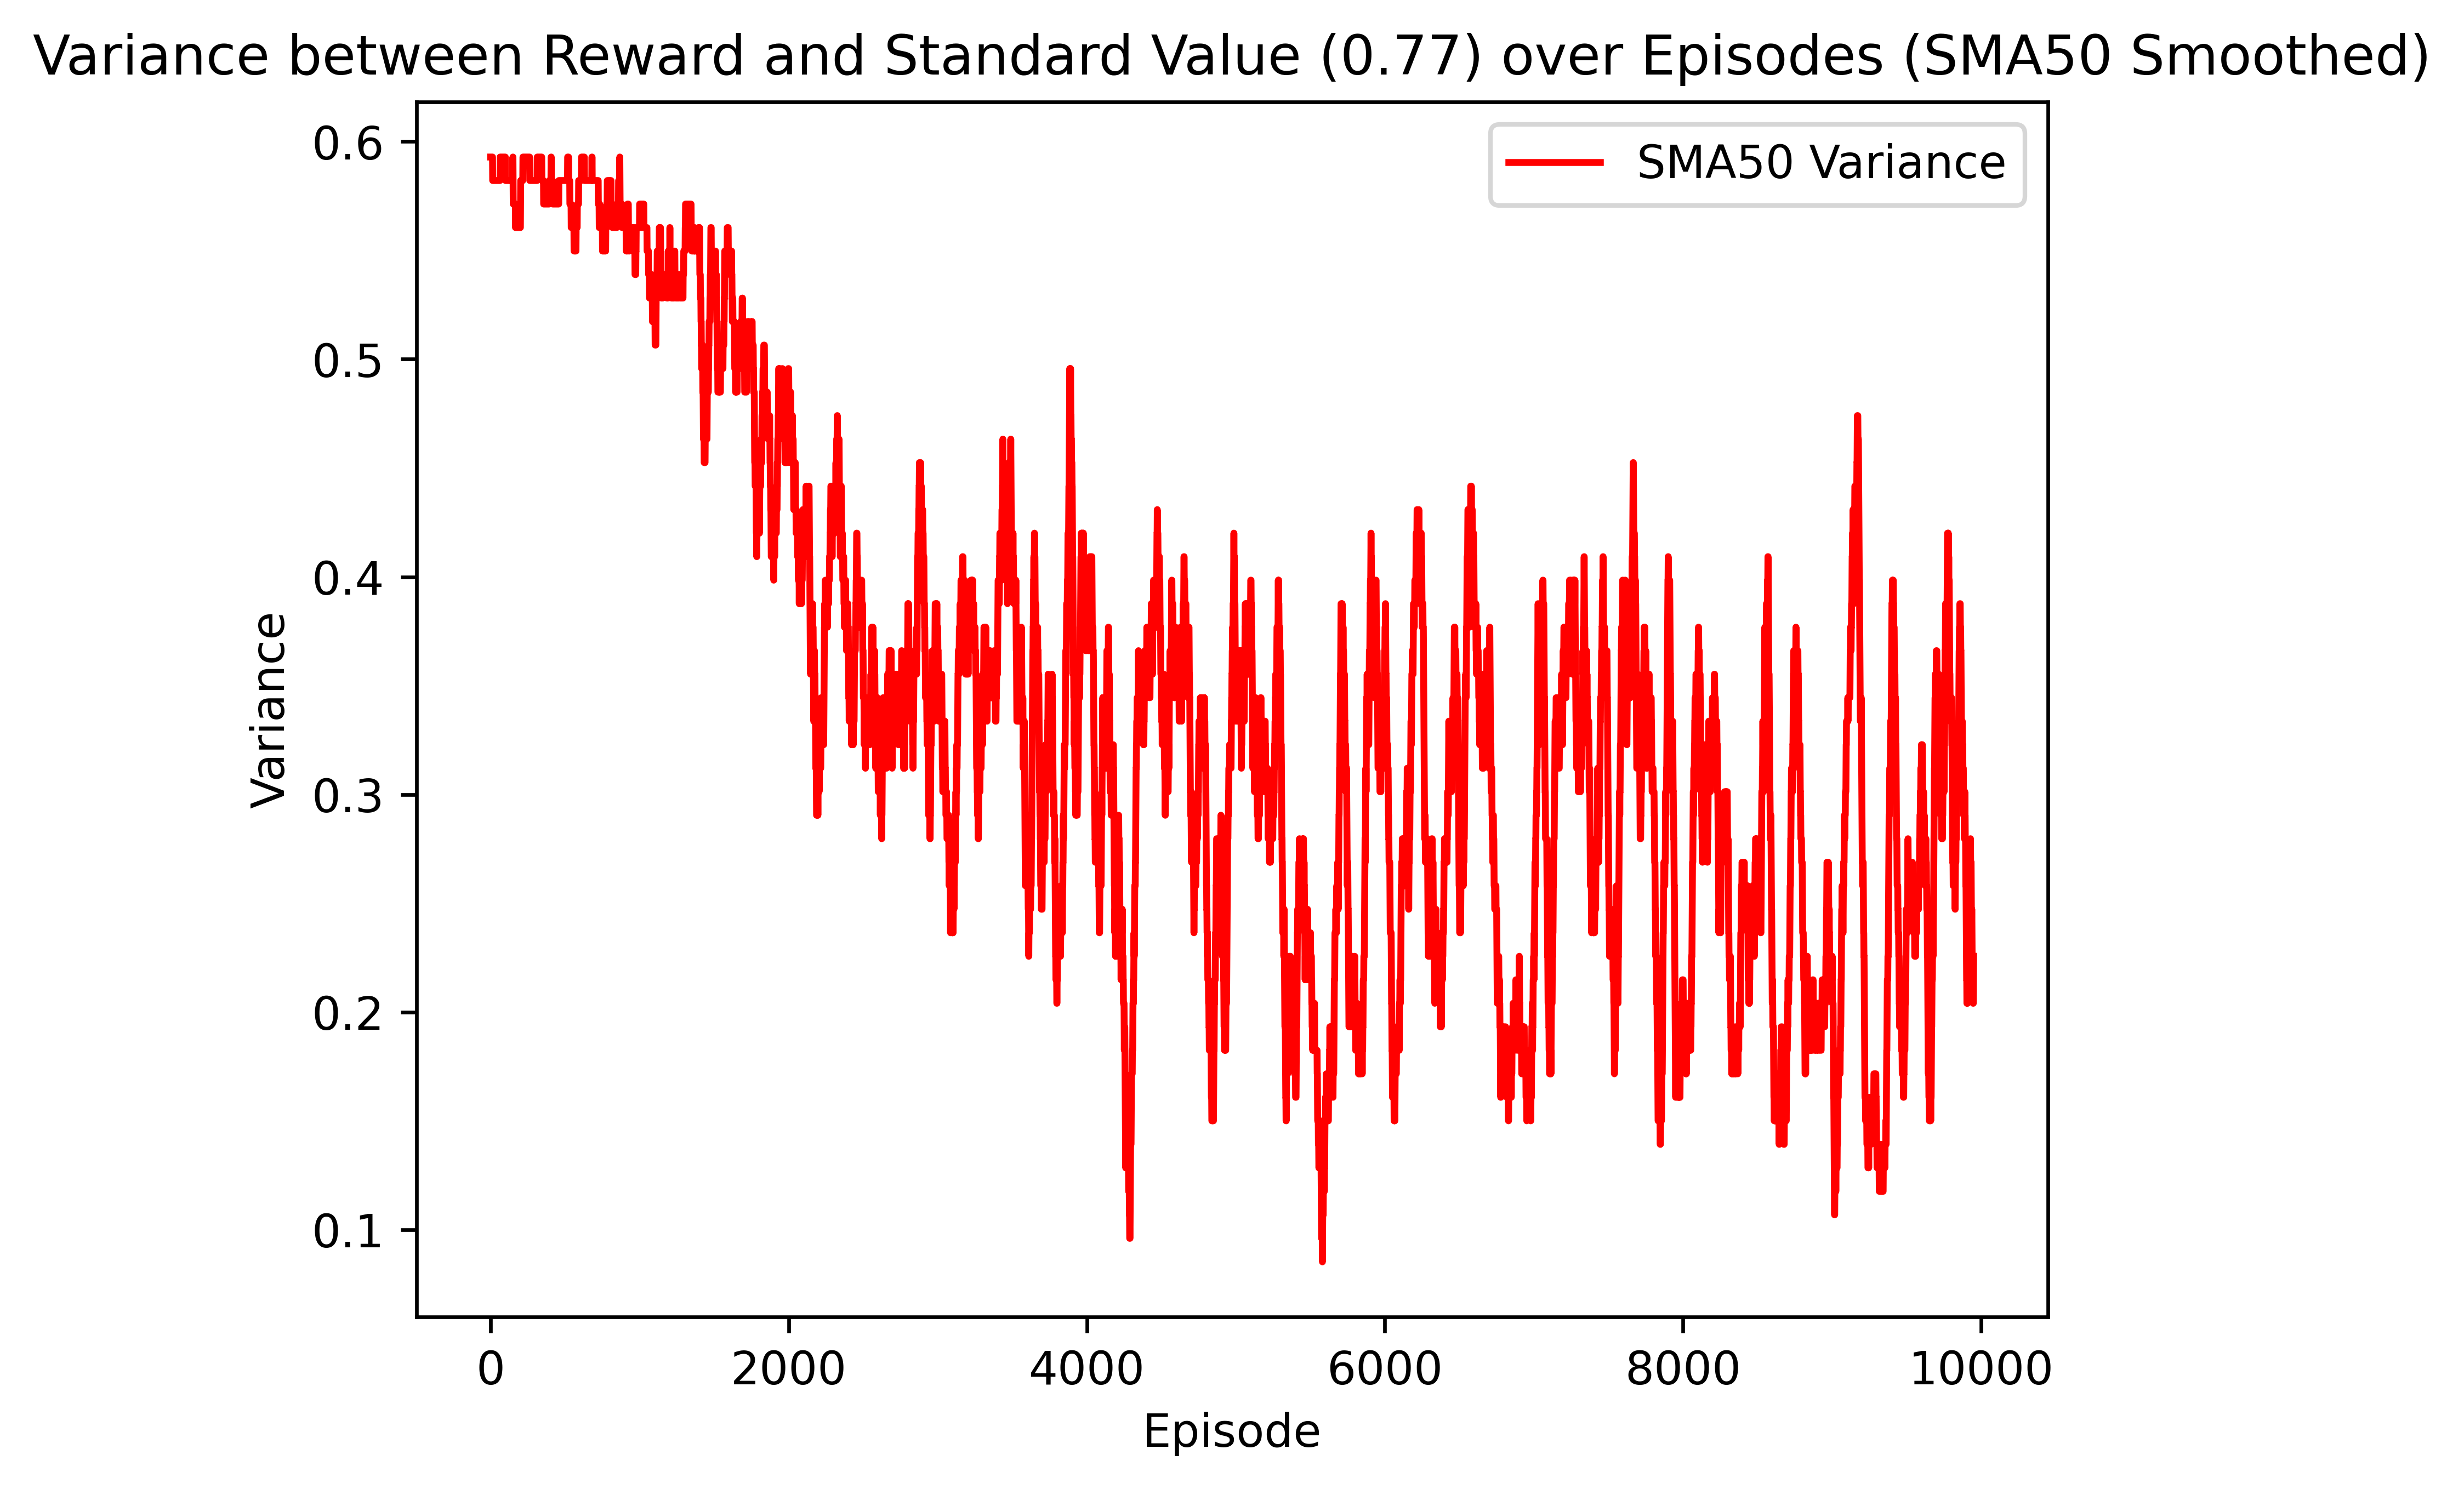 Variance between Reward and Standard Value (0.77) over Episodes (SMA50 Smoothed)
SMA50 Variance
0.6
0.5
0.4
0.3
0.2
0.1
Variance
0 2000 4000 6000 8000 10000
Episode